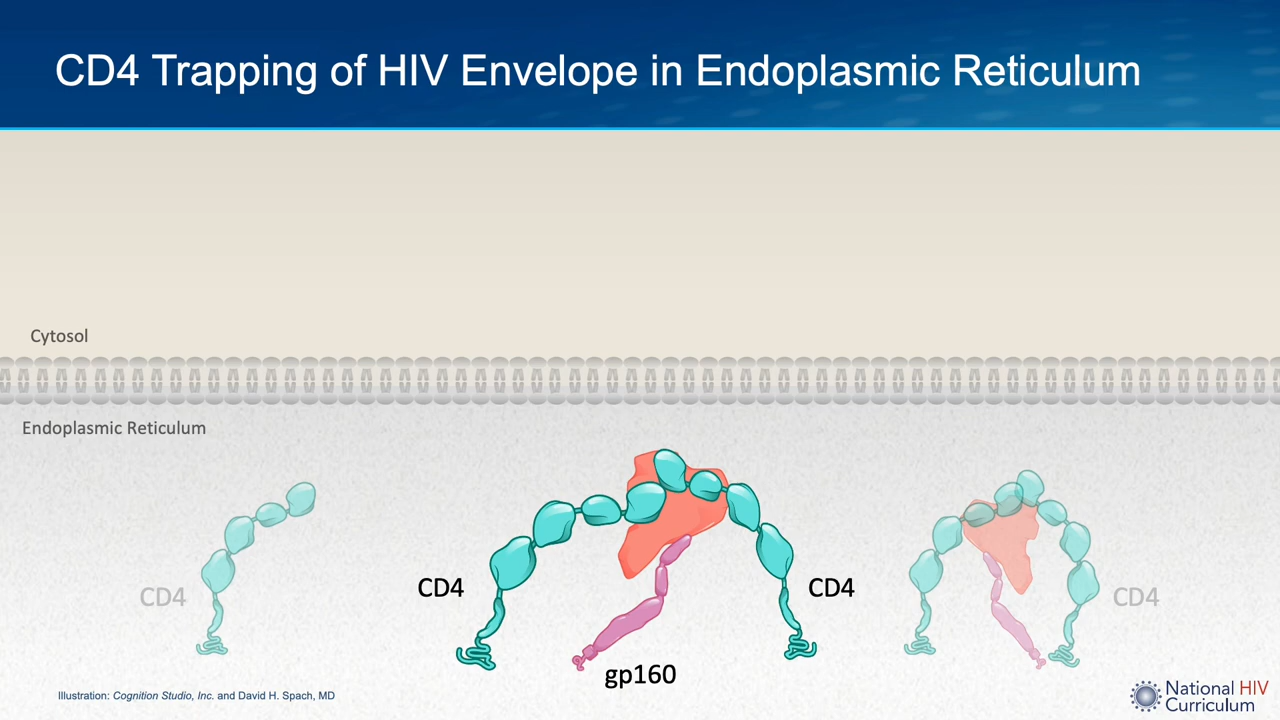 CD4 Trapping of HIV Envelope in Endoplasmic Reticulum
Cytosol
Endoplasmic Reticulum
CD4
CD4
CD4
CD4
gp160
Illustration: Cognition Studio, Inc. and David H. Spach, MD
National HIV
Curriculum